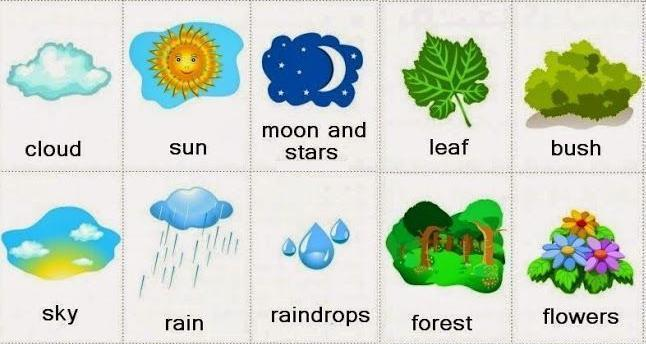 cloud
sun
moon and
stars
leaf
bush
sky
rain
raindrops
forest
flowers